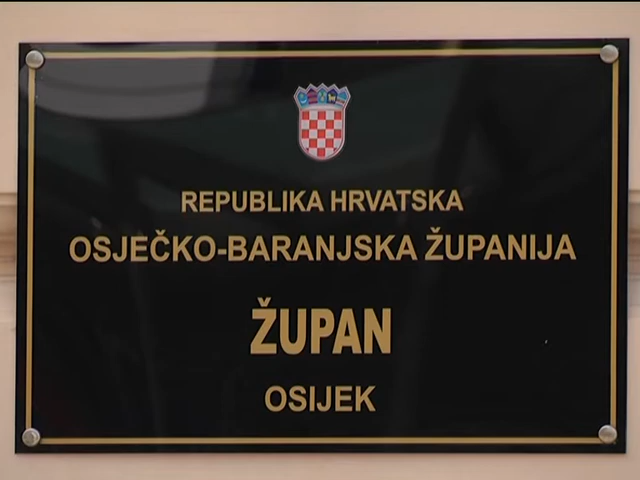 REPUBLIKA HRVATSKA
OSJEČKO-BARANJSKA ŽUPANIJA
ŽUPAN
OSIJEK